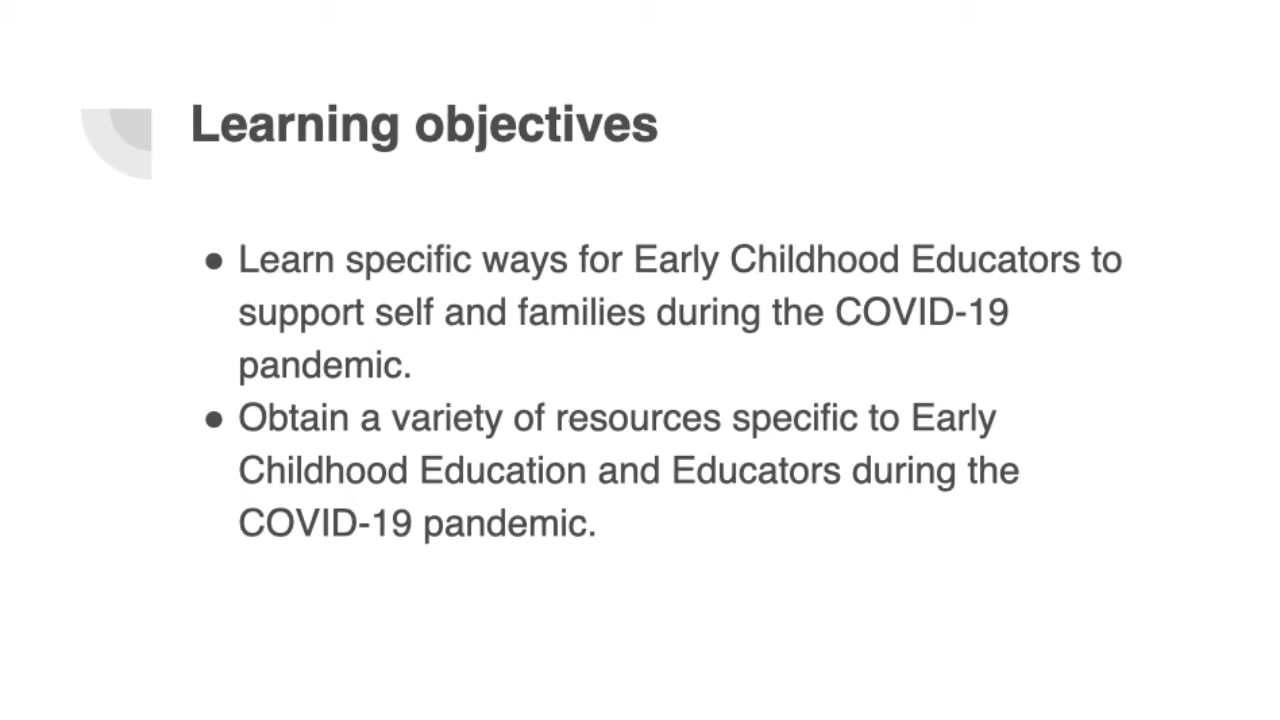 Learning objectives
● Learn specific ways for Early Childhood Educators to
support self and families during the COVID-19
pandemic.
● Obtain a variety of resources specific to Early
Childhood Education and Educators during the
COVID-19 pandemic.